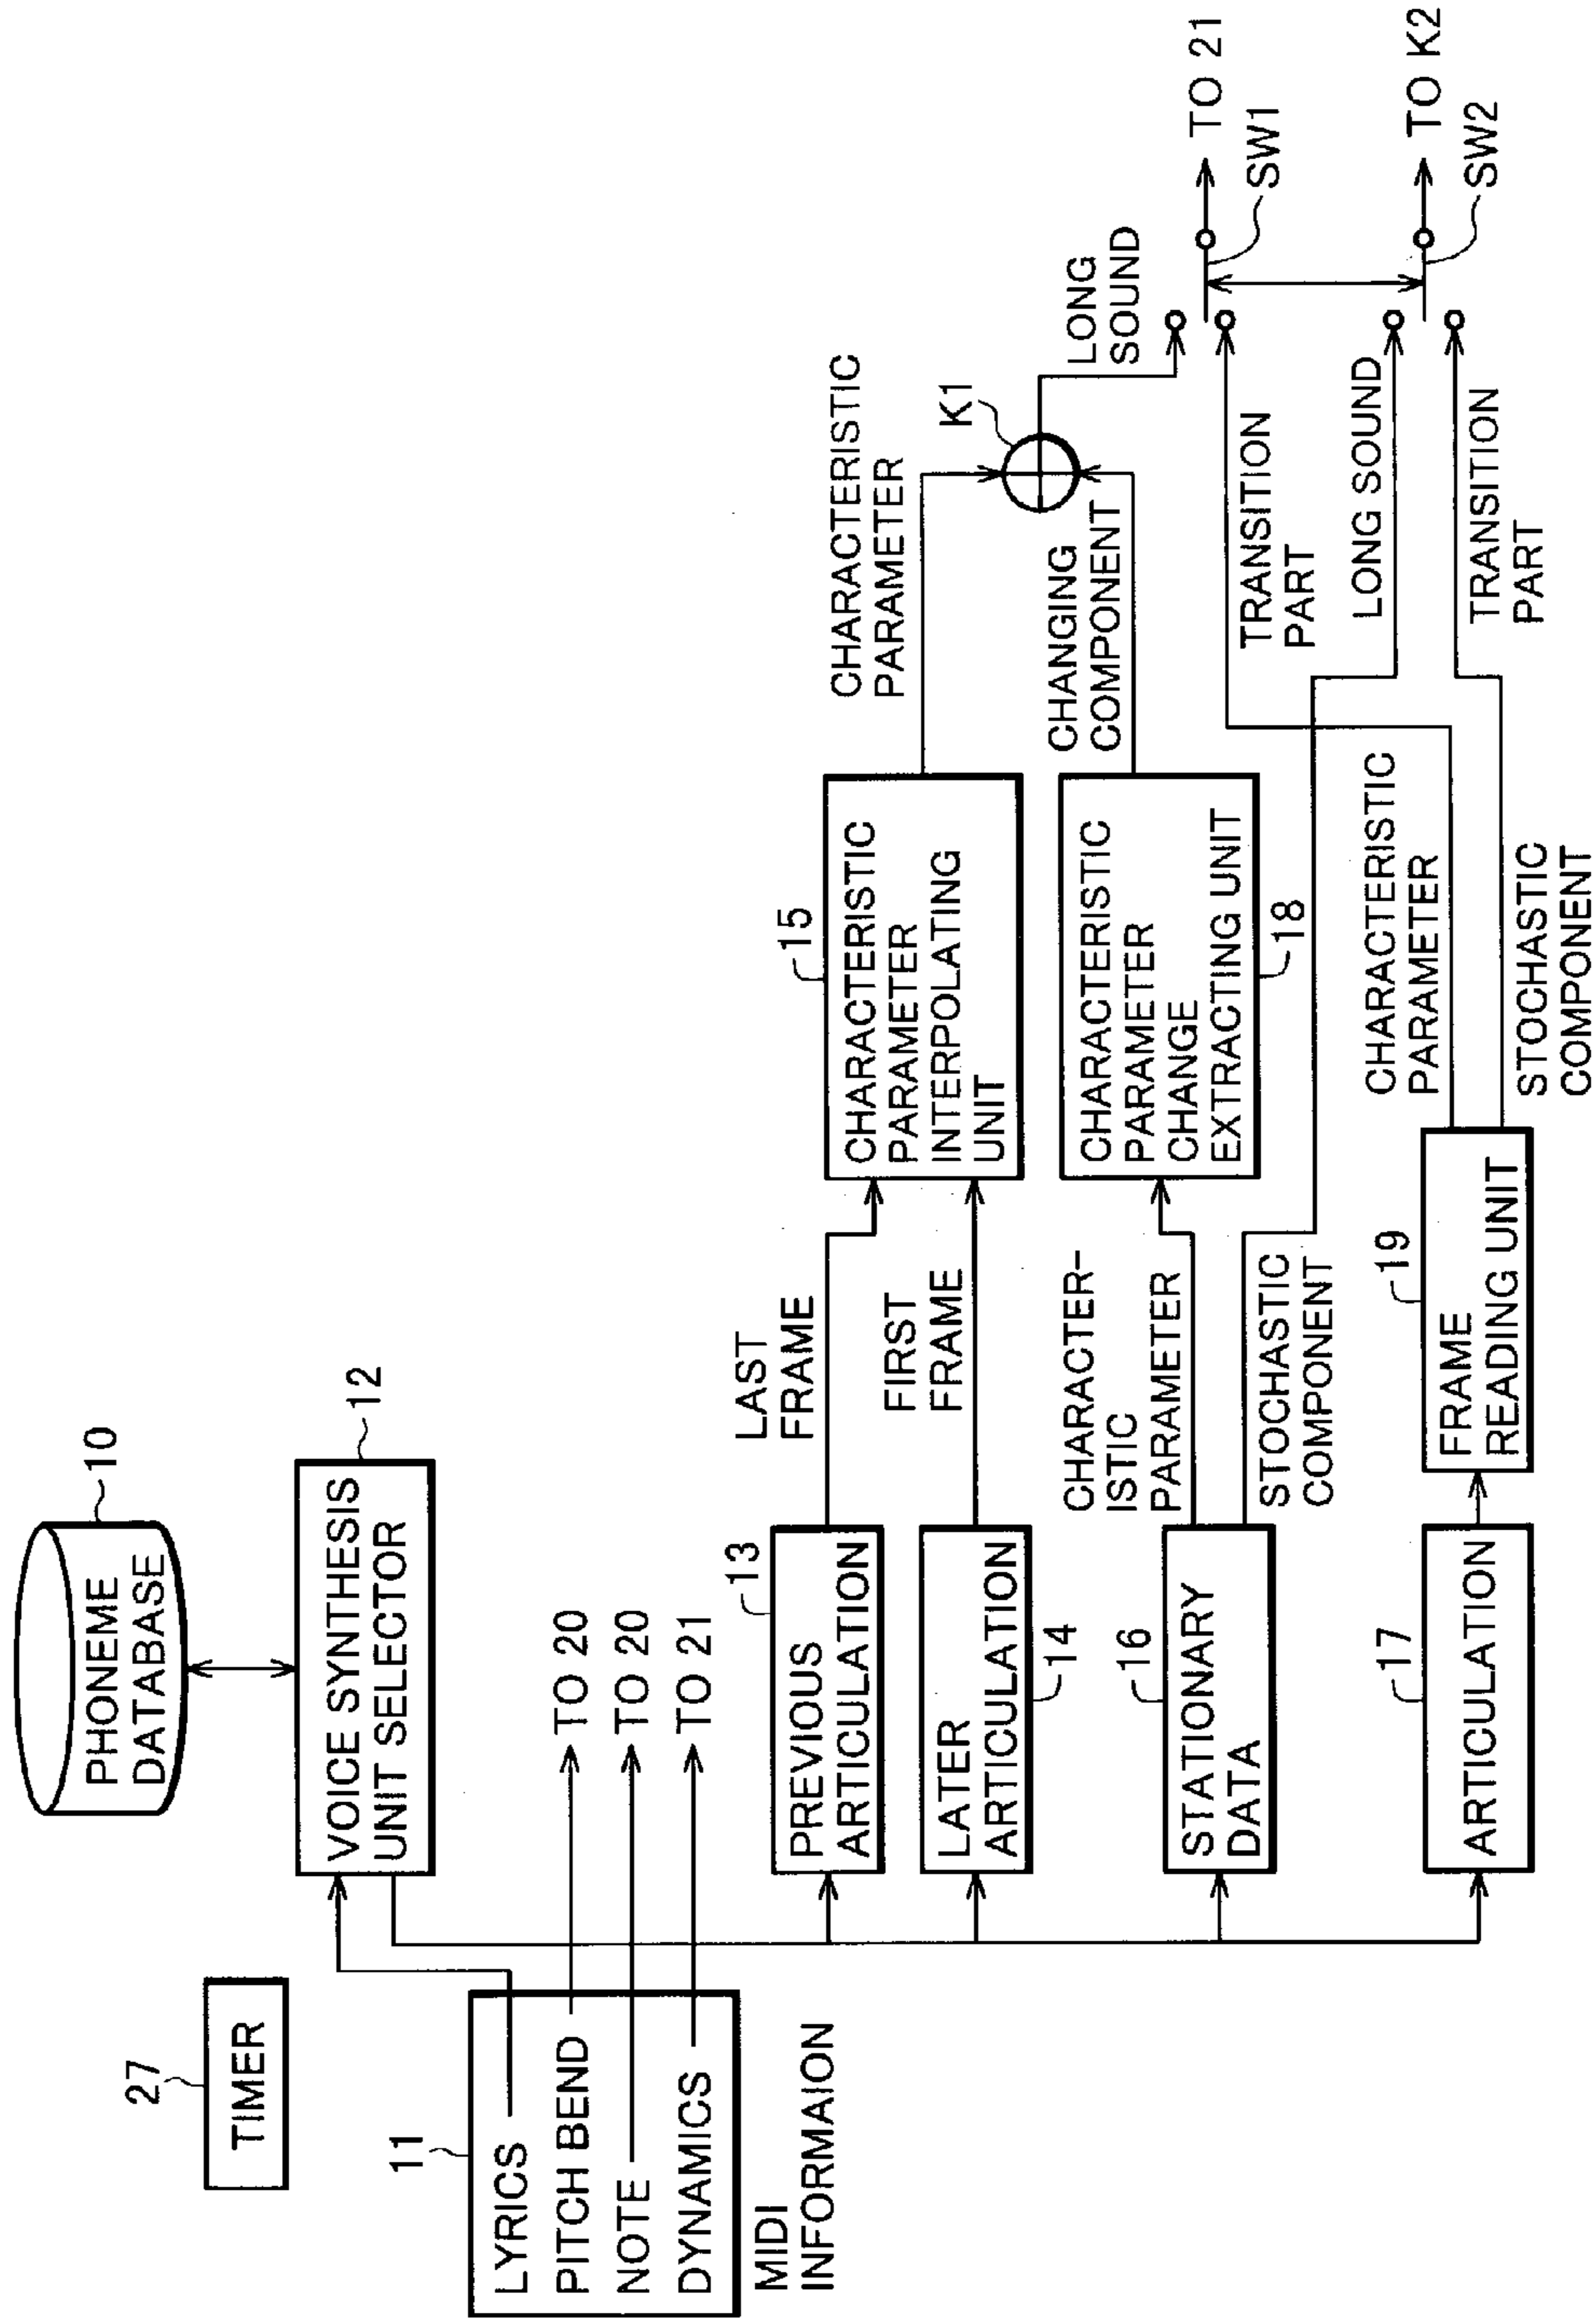 PHONEME
DATABASE
10
27
TIMER
VOICE SYNTHESIS
UNIT SELECTOR
12
11
LYRICS
PITCH BEND
NOTE
DYNAMICS
TO 20
TO 20
TO 21
MIDI
INFORMAION
PREVIOUS
ARTICULATION
13
LAST
FRAME
LATER
ARTICULATION
14
FIRST
FRAME
15
CHARACTERISTIC
PARAMETER
INTERPOLATING
UNIT
CHARACTERISTIC
PARAMETER
K1
LONG
SOUND
TO 21
SW1
STATIONARY
DATA
16
CHARACTER-
ISTIC
PARAMETER
STOCHASTIC
COMPONENT
CHARACTERISTIC
PARAMETER
CHANGE
EXTRACTING UNIT
18
CHANGING
COMPONENT
TRANSITION
PART
LONG SOUND
TO K2
SW2
TRANSITION
PART
17
ARTICULATION
19
FRAME
READING UNIT
CHARACTERISTIC
PARAMETER
STOCHASTIC
COMPONENT